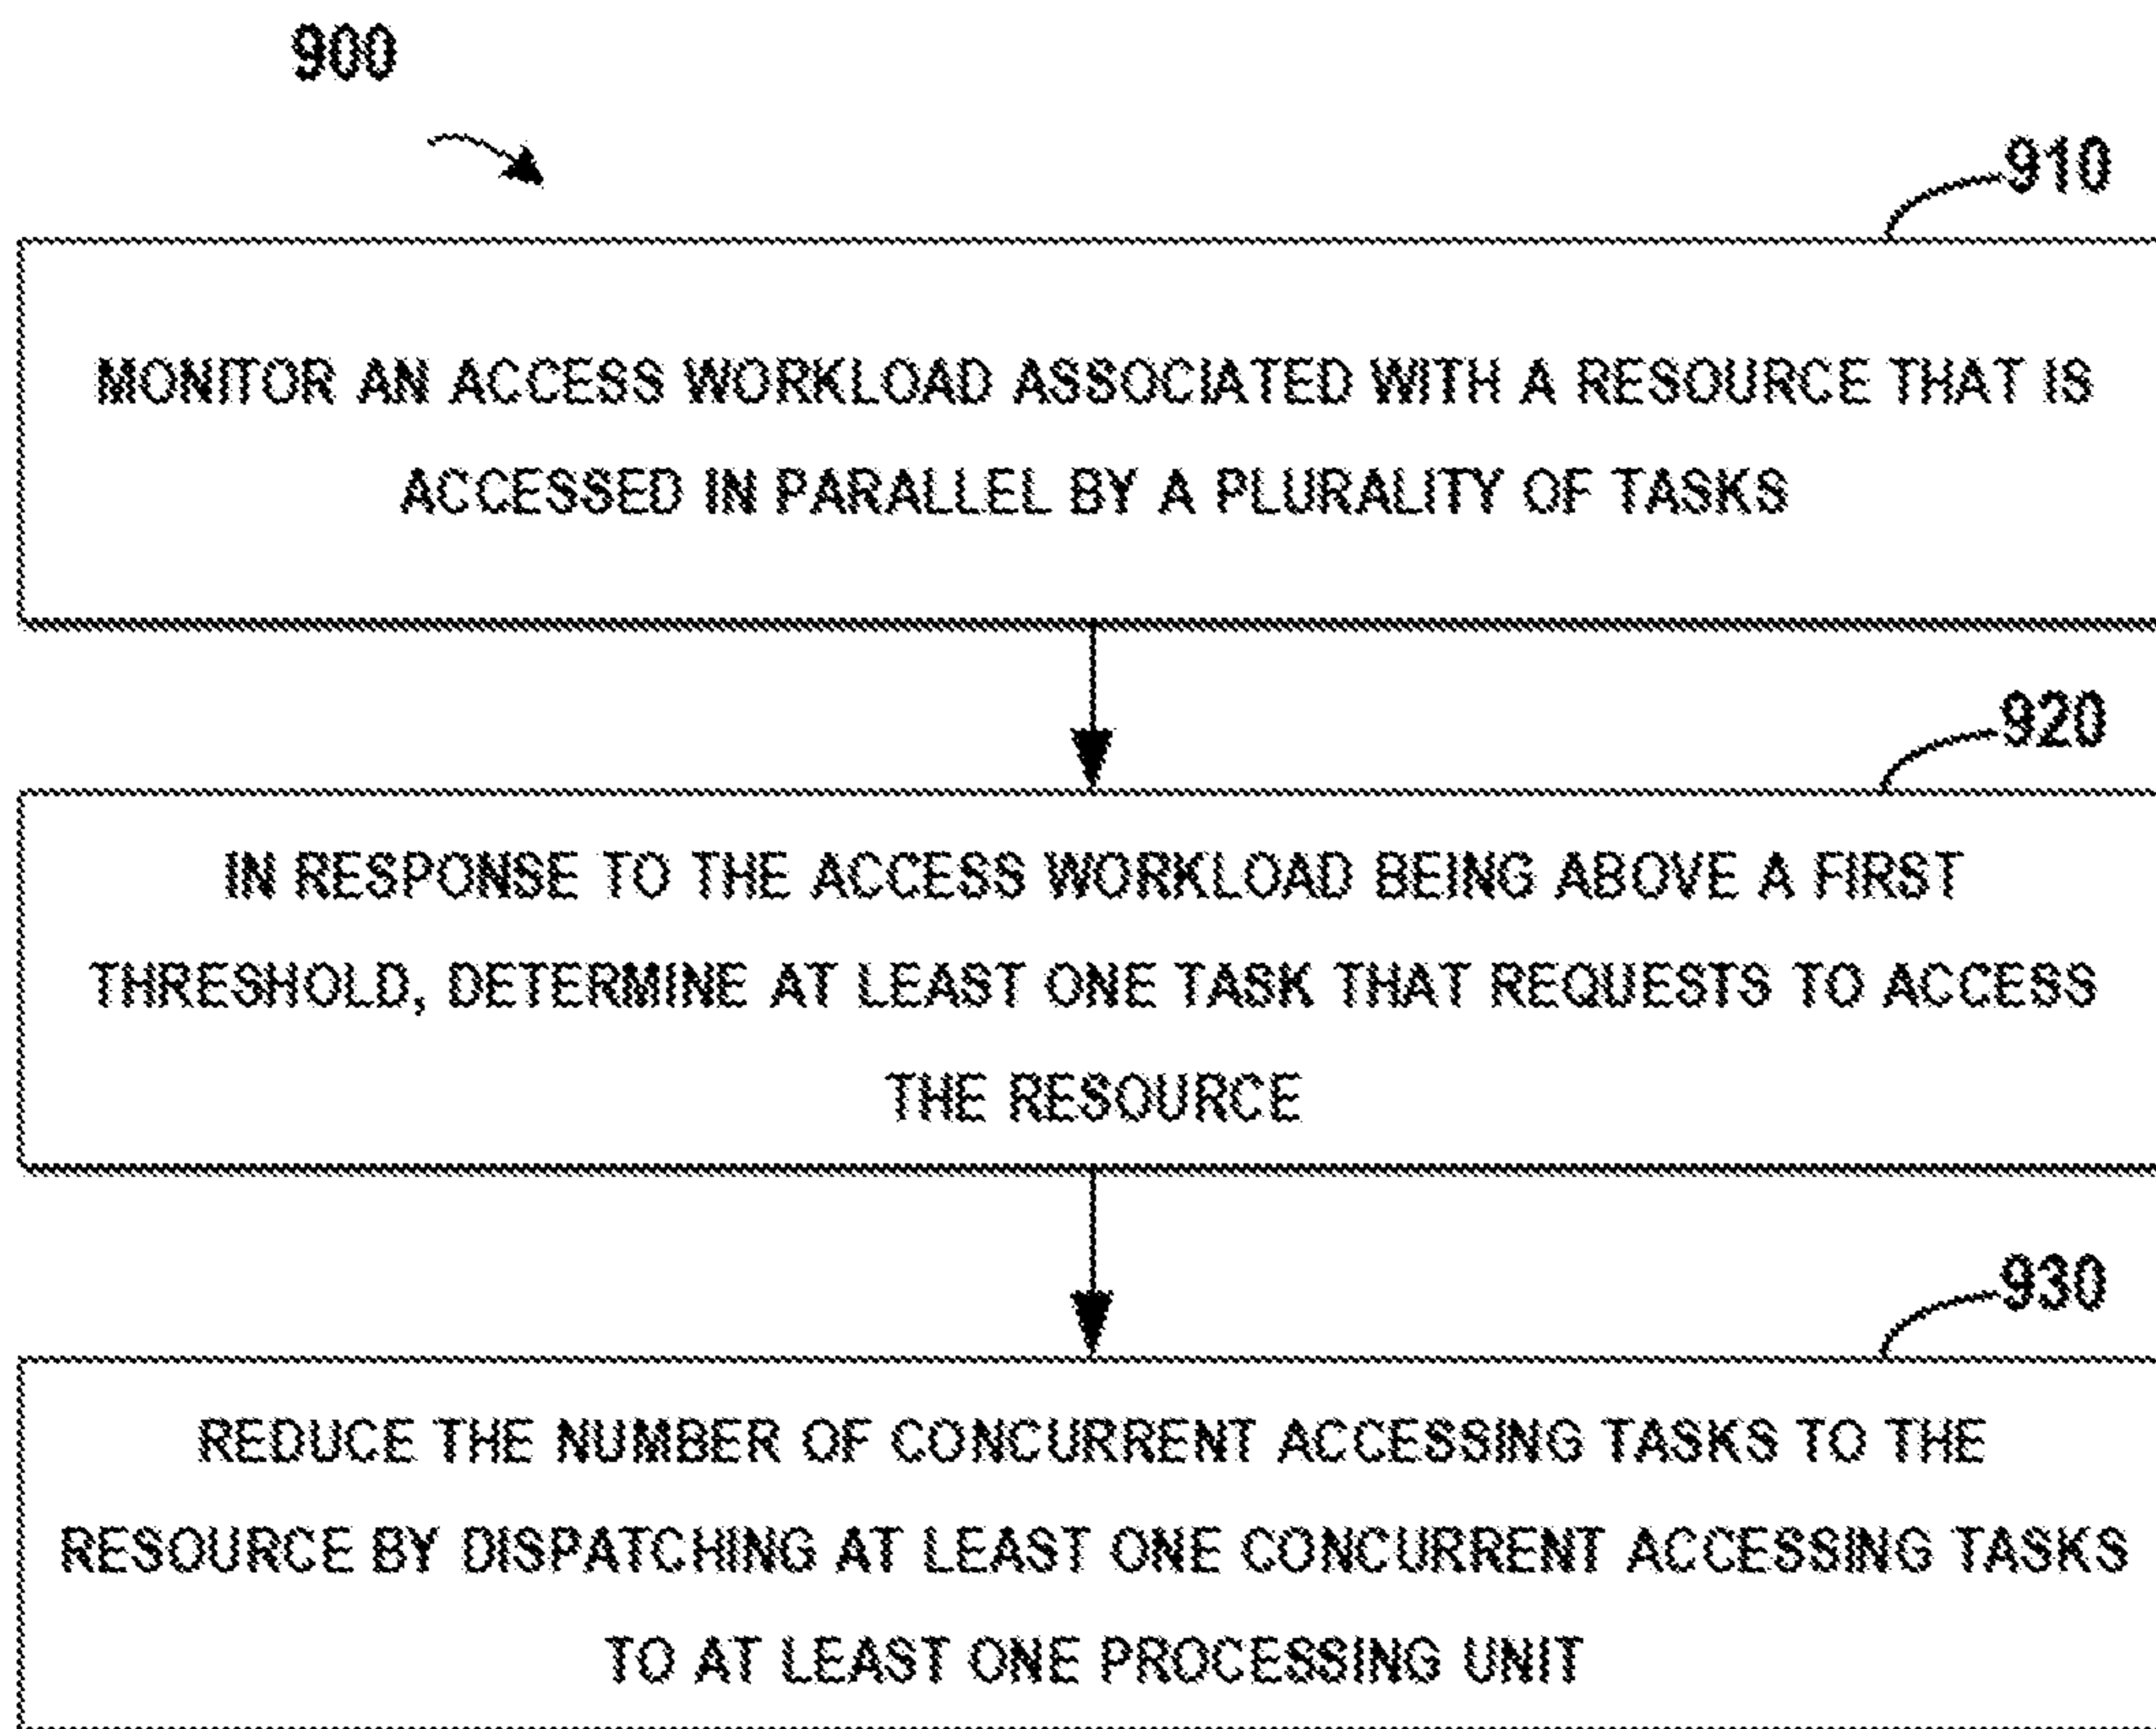 900
910
MONITOR AN ACCESS WORKLOAD ASSOCIATED WITH A RESOURCE THAT IS
ACCESSED IN PARALLEL BY A PLURALITY OF TASKS
920
IN RESPONSE TO THE ACCESS WORKLOAD BEING ABOVE A FIRST
THRESHOLD, DETERMINE AT LEAST ONE TASK THAT REQUESTS TO ACCESS
THE RESOURCE
930
REDUCE THE NUMBER OF CONCURRENT ACCESSING TASKS TO THE
RESOURCE BY DISPATCHING AT LEAST ONE CONCURRENT ACCESSING TASKS
TO AT LEAST ONE PROCESSING UNIT